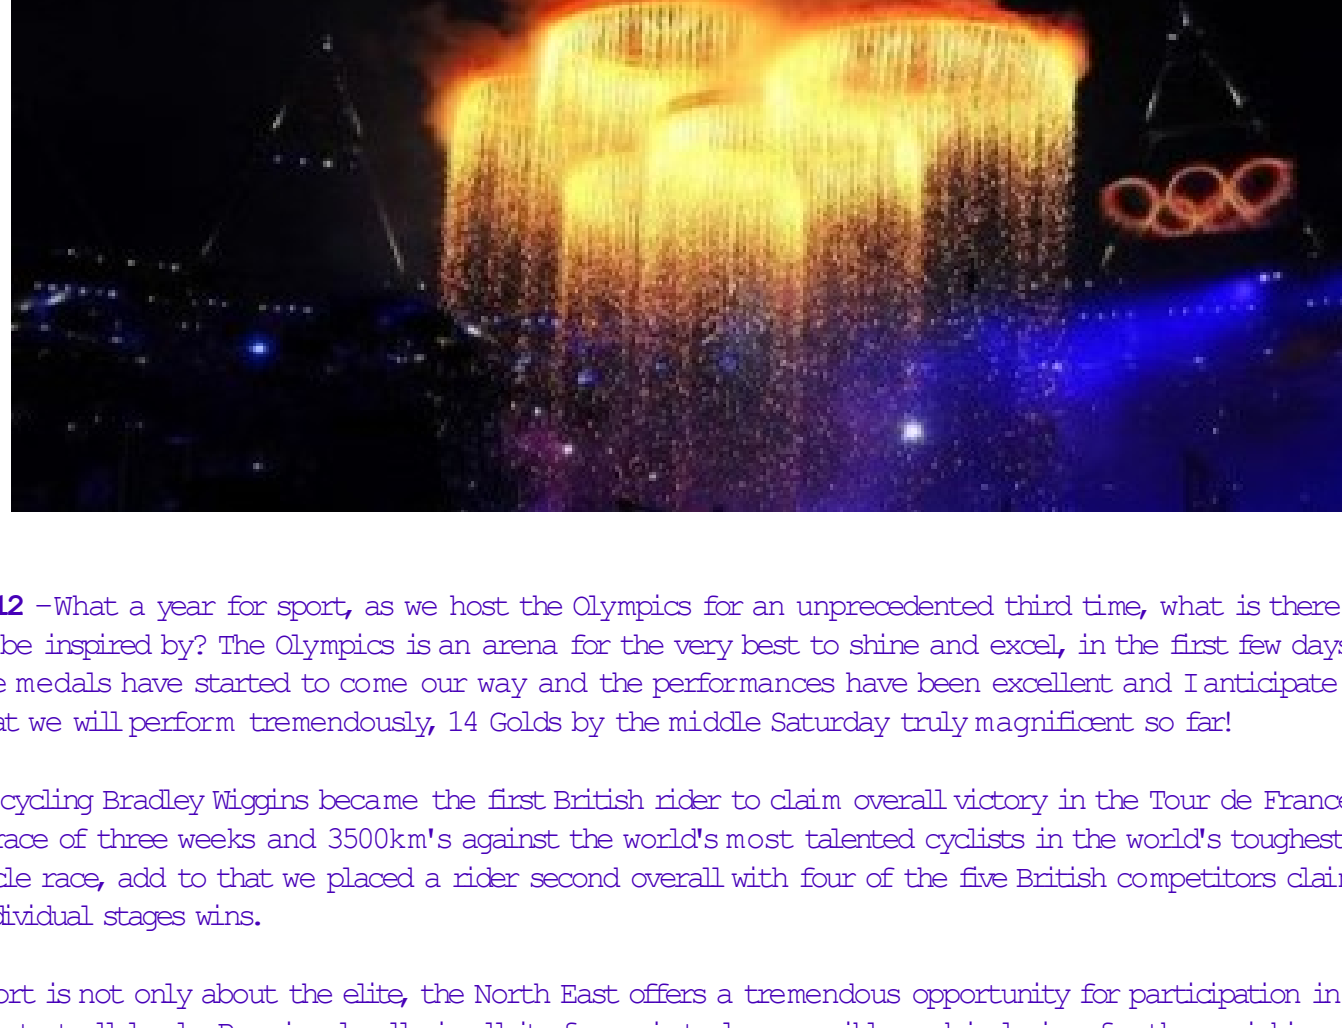 12 –What a year for sport, as we host the Olympics for an unprecedented third time, what is there
be inspired by? The Olympics is an arena for the very best to shine and excel, in the first few days
medals have started to come our way and the performances have been excellent and I anticipate
at we will perform tremendously, 14 Golds by the middle Saturday truly magnificent so far!
cycling Bradley Wiggins became the first British rider to claim overall victory in the Tour de France
race of three weeks and 3500km's against the world's most talented cyclists in the world's toughest
cle race, add to that we placed a rider second overall with four of the five British competitors clai
dividual stages wins.
ort is not only about the elite, the North East offers a tremendous opportunity for participation in